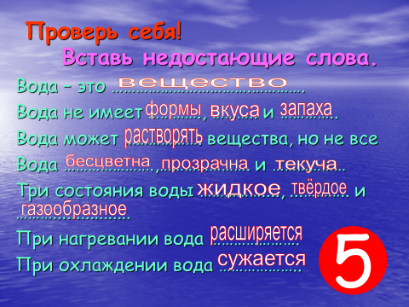 Проверь себя!
Вставь недостающие слова.
Вода – это вещество
Вода не имеет формы, вкуса и запаха
Вода может растворять вещества, но не все
Вода бесцветна, прозрачна и текуча
Три состояния воды жидкое, твёрдое и
газообразное
При нагревании вода расширяется
При охлаждении вода сужается
5